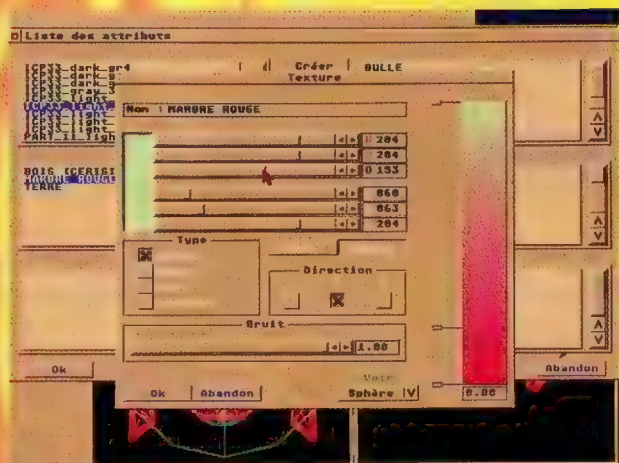 Liste des attributs
Créer
BULLE
Texture
Nom : MARBRE ROUGE
204
204
153
060
063
204
BOIS (CERISI
MARBRE ROUGE
TERRE
Type
Direction
Bruit
1.00
Voir
Ok
Abandon
Sphère
0.00
Ok
Abandon